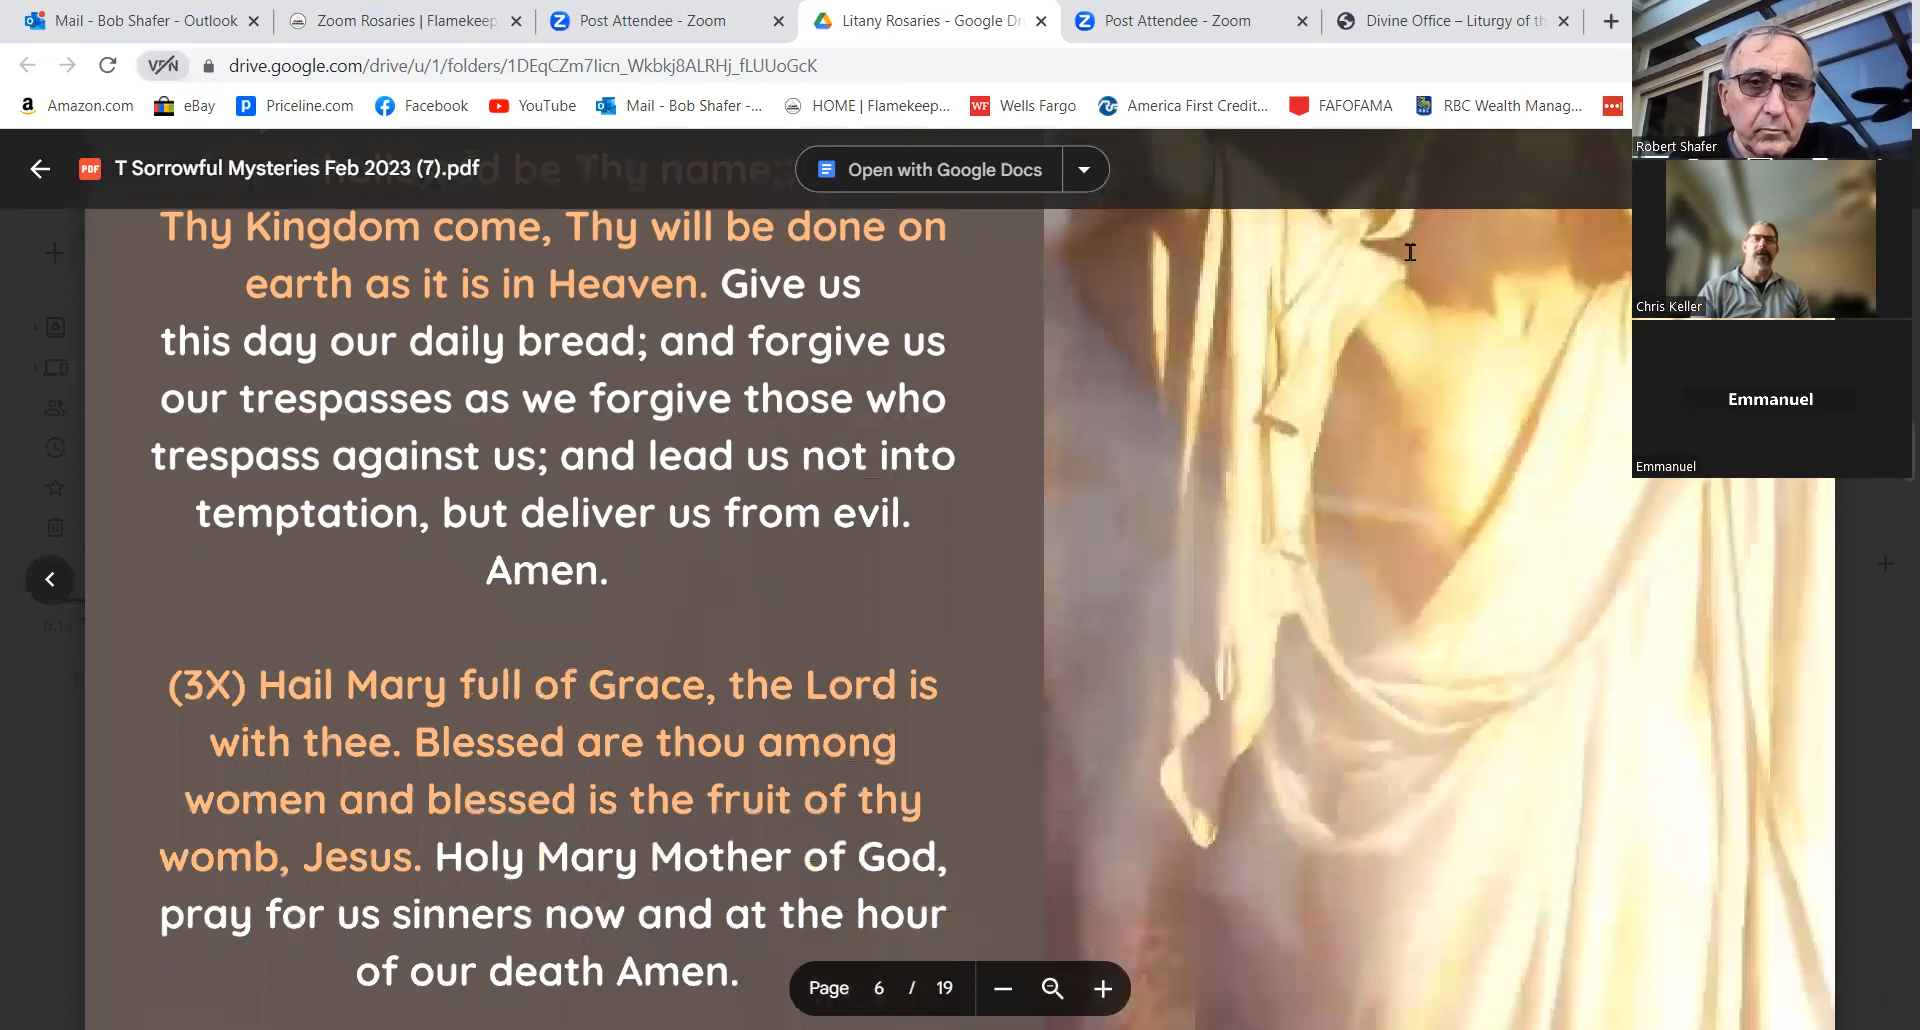 Mail - Bob Shafer - Outlook
Zoom Rosaries | Flamekeep
Post Attendee - Zoom
Litany Rosaries - Google Dr
Post Attendee - Zoom
Divine Office – Liturgy of th
VPN
drive.google.com/drive/u/1/folders/1DEqCZm7Iicn_Wkbkj8ALRHj_fLUUoGcK
Amazon.com
eBay
Priceline.com
Facebook
YouTube
Mail - Bob Shafer -...
HOME | Flamekeep...
WF
Wells Fargo
America First Credit...
FAFOFAMA
RBC Wealth Manag...
Robert Shafer
PDF
T Sorrowful Mysteries Feb 2023 (7).pdf
Open with Google Docs
be Thy name;
Thy Kingdom come, Thy will be done on
earth as it is in Heaven. Give us
this day our daily bread; and forgive us
our trespasses as we forgive those who
trespass against us; and lead us not into
temptation, but deliver us from evil.
Amen.
(3X) Hail Mary full of Grace, the Lord is
with thee. Blessed are thou among
women and blessed is the fruit of thy
womb, Jesus. Holy Mary Mother of God,
pray for us sinners now and at the hour
of our death Amen.
Chris Keller
Emmanuel
Emmanuel
Page 6 / 19